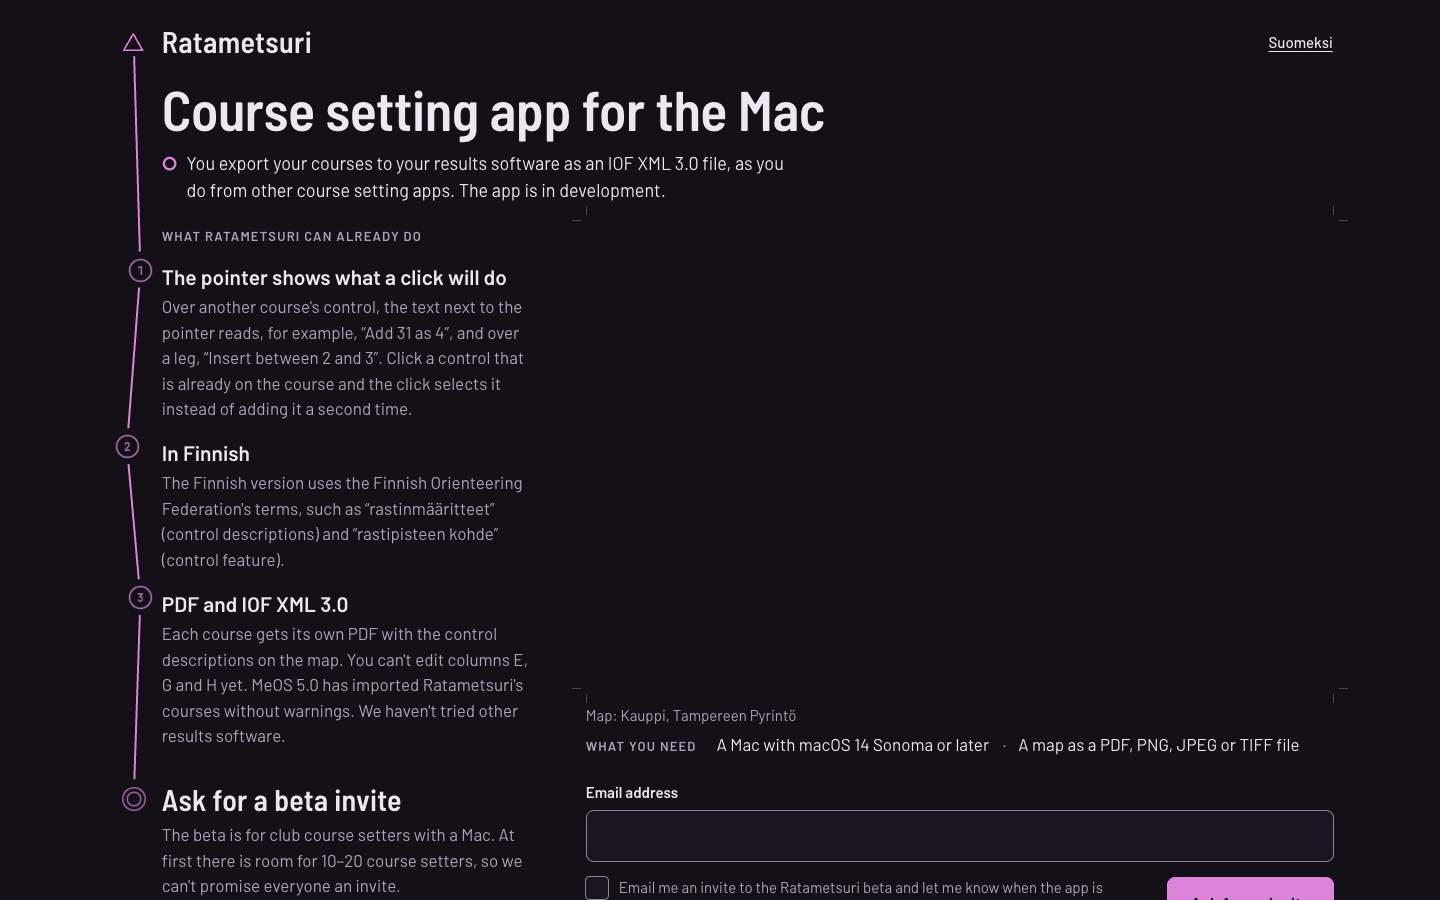 Ratametsuri
Suomeksi
Course setting app for the Mac
You export your courses to your results software as an IOF XML 3.0 file, as you
do from other course setting apps. The app is in development.
WHAT RATAMETSURI CAN ALREADY DO
1
The pointer shows what a click will do
Over another course's control, the text next to the
pointer reads, for example, “Add 31 as 4”, and over
a leg, “Insert between 2 and 3”. Click a control that
is already on the course and the click selects it
instead of adding it a second time.
2
In Finnish
The Finnish version uses the Finnish Orienteering
Federation's terms, such as “rastinmääritteet”
(control descriptions) and “rastipisteen kohde”
(control feature).
3
PDF and IOF XML 3.0
Each course gets its own PDF with the control
descriptions on the map. You can't edit columns E,
G and H yet. MeOS 5.0 has imported Ratametsuri's
courses without warnings. We haven't tried other
results software.
Map: Kauppi, Tampereen Pyrintö
WHAT YOU NEED A Mac with macOS 14 Sonoma or later · A map as a PDF, PNG, JPEG or TIFF file
Ask for a beta invite
The beta is for club course setters with a Mac. At
first there is room for 10–20 course setters, so we
can't promise everyone an invite.
Email address
Email me an invite to the Ratametsuri beta and let me know when the app is